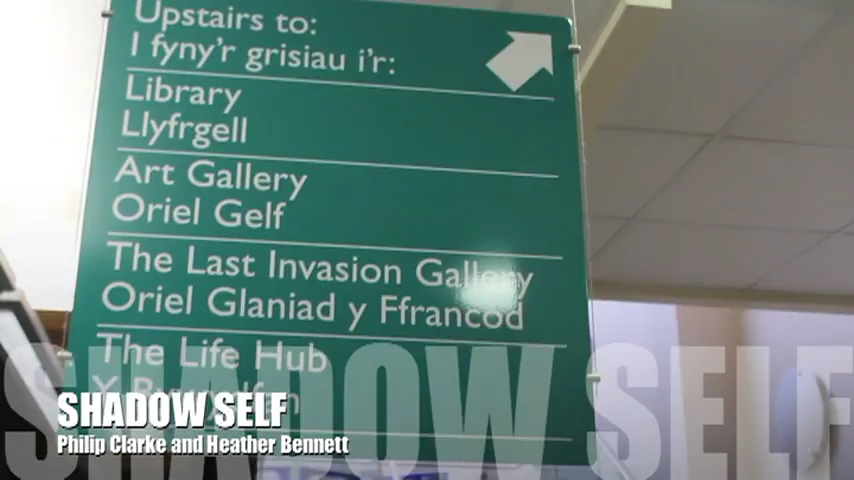 Upstairs to:
I fyny'r grisiau i'r:
Library
Llyfrgell
Art Gallery
Oriel Gelf
The Last Invasion Gallery
Oriel Glaniad y Ffrancod
The Life Hub
Y
SHADOW SELF
SHADOW SELF
Philip Clarke and Heather Bennett